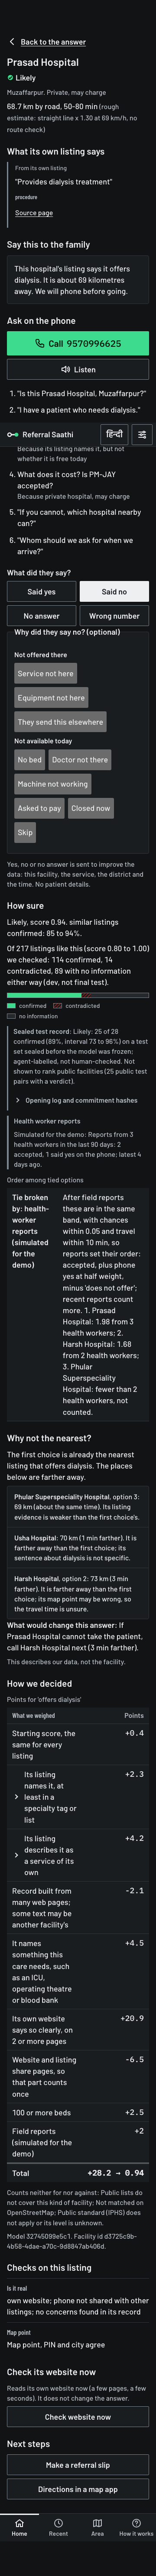 Back to the answer
Prasad Hospital
Likely
Muzaffarpur. Private, may charge
68.7 km by road, 50-80 min (rough
estimate: straight line x 1.30 at 69 km/h, no
route check)
What its own listing says
From its own listing
"Provides dialysis treatment"
procedure
Source page
Say this to the family
This hospital's listing says it offers
dialysis. It is about 69 kilometres
away. We will phone before going.
Ask on the phone
Call 9570996625
Listen
1. "Is this Prasad Hospital, Muzaffarpur?"
2. "I have a patient who needs dialysis."
Referral Saathi
हिन्दी
Because its listing names it, but not
whether it is free today
4. What does it cost? Is PM-JAY
accepted?
Because private hospital, may charge
5. "If you cannot, which hospital nearby
can?"
6. "Whom should we ask for when we
arrive?"
What did they say?
Said yes
Said no
No answer
Wrong number
Why did they say no? (optional)
Not offered there
Service not here
Equipment not here
They send this elsewhere
Not available today
No bed
Doctor not there
Machine not working
Asked to pay
Closed now
Skip
Yes, no or no answer is sent to improve the
data: this facility, the service, the district and
the time. No patient details.
How sure
Likely, score 0.94. similar listings
confirmed: 85 to 94%.
Of 217 listings like this (score 0.80 to 1.00)
we checked: 114 confirmed, 14
contradicted, 89 with no information
either way (dev, not final test).
confirmed
contradicted
no information
Sealed test record: Likely: 25 of 28
confirmed (89%, interval 73 to 96%) on a test
set sealed before the model was frozen;
agent-labelled, not human-checked. Not
shown to rank public facilities (25 public test
pairs with a verdict).
Opening log and commitment hashes
Health worker reports
Simulated for the demo: Reports from 3
health workers in the last 90 days: 2
accepted, 1 said yes on the phone; latest 4
days ago.
Order among tied options
Tie broken
by: health-
worker
reports
(simulated
for the
demo)
After field reports
these are in the same
band, with chances
within 0.05 and travel
within 10 min, so
reports set their order:
accepted, plus phone
yes at half weight,
minus 'does not offer';
recent reports count
more. 1. Prasad
Hospital: 1.98 from 3
health workers; 2.
Harsh Hospital: 1.68
from 2 health workers;
3. Phular
Superspeciality
Hospital: fewer than 2
health workers, not
counted.
Why not the nearest?
The first choice is already the nearest
listing that offers dialysis. The places
below are farther away.
Phular Superspeciality Hospital, option 3:
69 km (about the same time). Its listing
evidence is weaker than the first choice's.
Usha Hospital: 70 km (1 min farther). It is
farther away than the first choice; its
sentence about dialysis is not specific.
Harsh Hospital, option 2: 73 km (3 min
farther). It is farther away than the first
choice; its map point may be wrong, so
the travel time is unsure.
What would change this answer: If
Prasad Hospital cannot take the patient,
call Harsh Hospital next (3 min farther).
This describes our data, not the facility.
How we decided
Points for 'offers dialysis'
What we weighed
Points
Starting score, the
same for every
listing
+0.4
Its listing
names it, at
least in a
specialty tag or
list
+2.3
Its listing
describes it as
a service of its
own
+4.2
Record built from
many web pages;
some text may be
another facility's
-2.1
It names
something this
care needs, such
as an ICU,
operating theatre
or blood bank
+4.5
Its own website
says so clearly, on
2 or more pages
+20.9
Website and listing
share pages, so
that part counts
once
-6.5
100 or more beds
+2.5
Field reports
(simulated for the
demo)
+2
Total
+28.2 → 0.94
Counts neither for nor against: Public lists do
not cover this kind of facility; Not matched on
OpenStreetMap; Public standard (IPHS) does
not apply or its level is unknown.
Model 32745099e5c1. Facility id d3725c9b-
4b58-4dae-a70c-9d8847ab406d.
Checks on this listing
Is it real
own website; phone not shared with other
listings; no concerns found in its record
Map point
Map point, PIN and city agree
Check its website now
Reads its own website now (a few pages, a few
seconds). It does not change the answer.
Check website now
Next steps
Make a referral slip
Directions in a map app
Home
Recent
Area
How it works